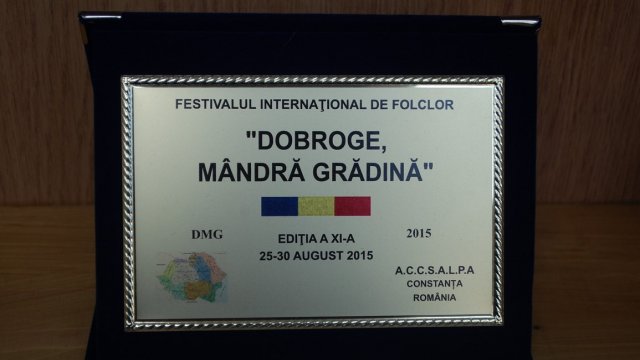 FESTIVALUL INTERNAŢIONAL DE FOLCLOR
"DOBROGE,
MÂNDRĂ GRĂDINĂ"
DMG
EDIŢIA A XI-A
2015
25-30 AUGUST 2015
A.C.C.S.A.L.P.A
CONSTANŢA
ROMÂNIA